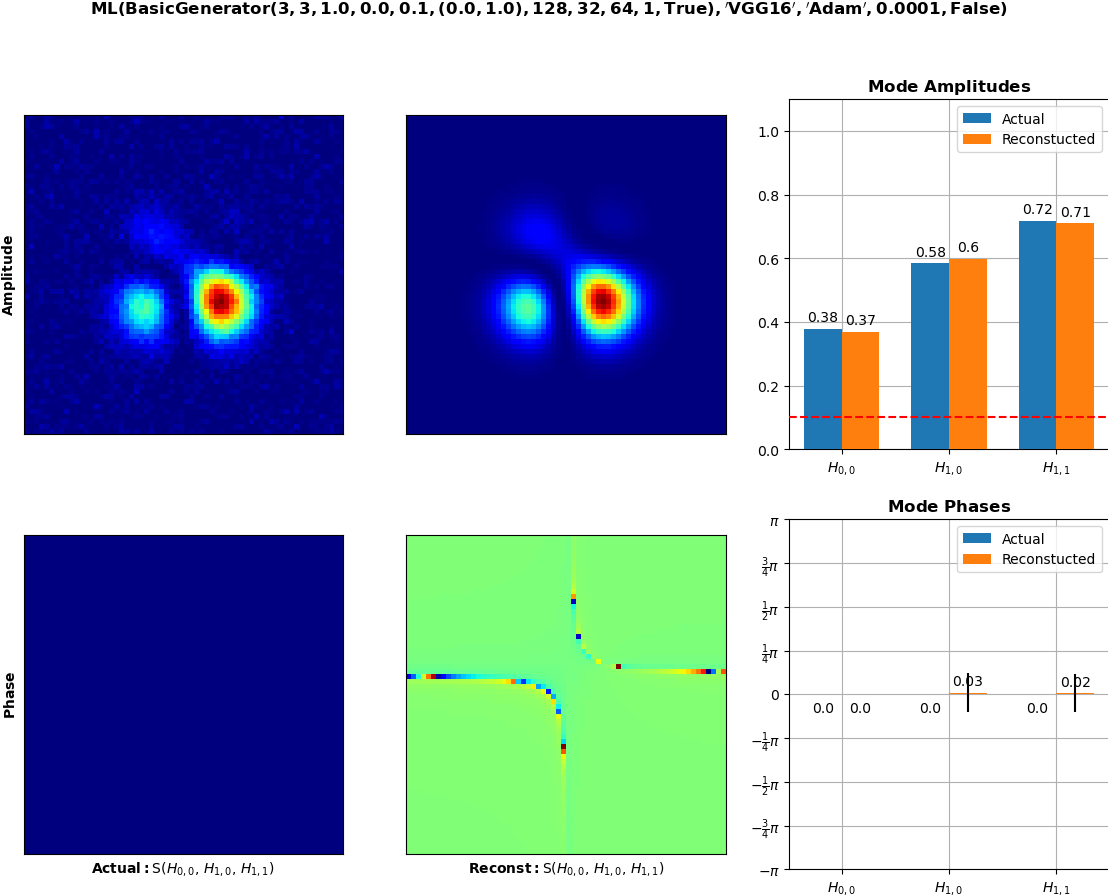 ML(BasicGenerator(3, 3, 1.0, 0.0, 0.1, (0.0, 1.0), 128, 32, 64, 1, True), ′VGG16′, ′Adam′, 0.0001, False)
Amplitude
Mode Amplitudes
Actual
Reconstucted
1.0
0.8
0.6
0.4
0.2
0.0
0.38
0.37
0.58
0.6
0.72
0.71
H0,0
H1,0
H1,1
Phase
Actual: S(H0,0, H1,0, H1,1)
Reconst: S(H0,0, H1,0, H1,1)
Mode Phases
Actual
Reconstucted
π
3/4π
1/2π
1/4π
0
−1/4π
−1/2π
−3/4π
−π
0.0
0.0
0.0
0.03
0.0
0.02
H0,0
H1,0
H1,1